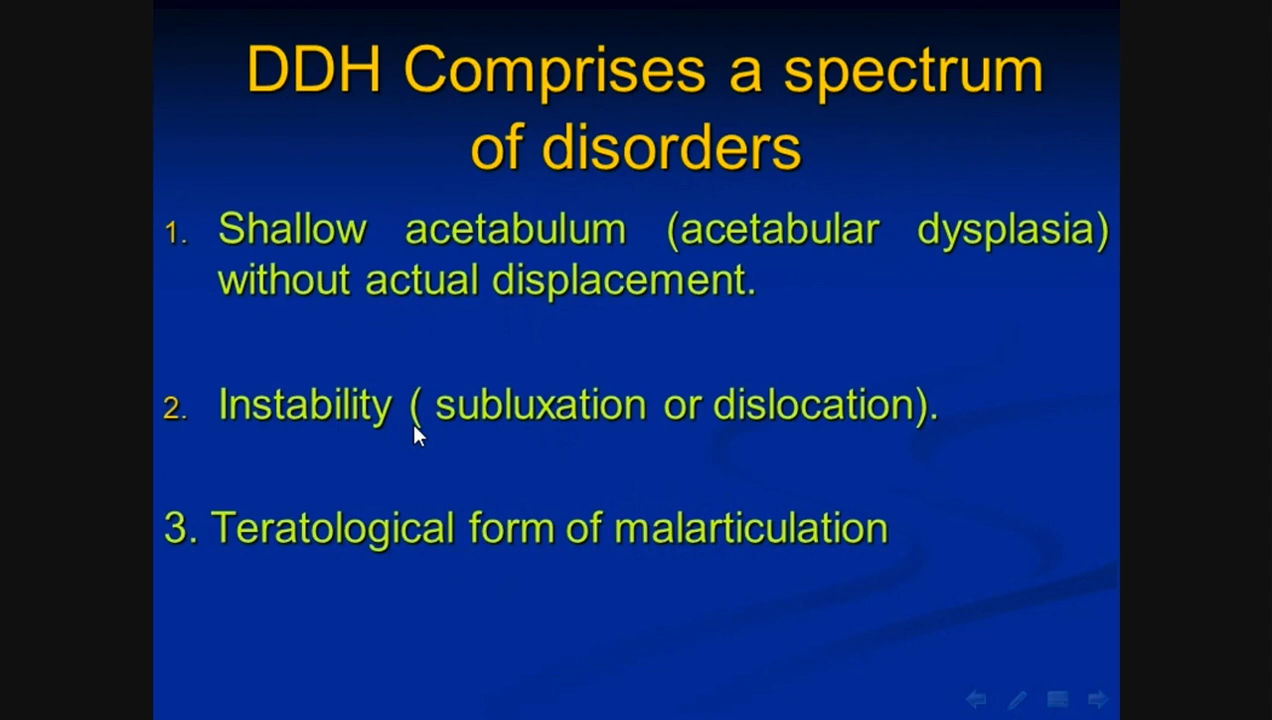 DDH Comprises a spectrum
of disorders
1. Shallow acetabulum (acetabular dysplasia)
without actual displacement.
2. Instability ( subluxation or dislocation).
3. Teratological form of malarticulation